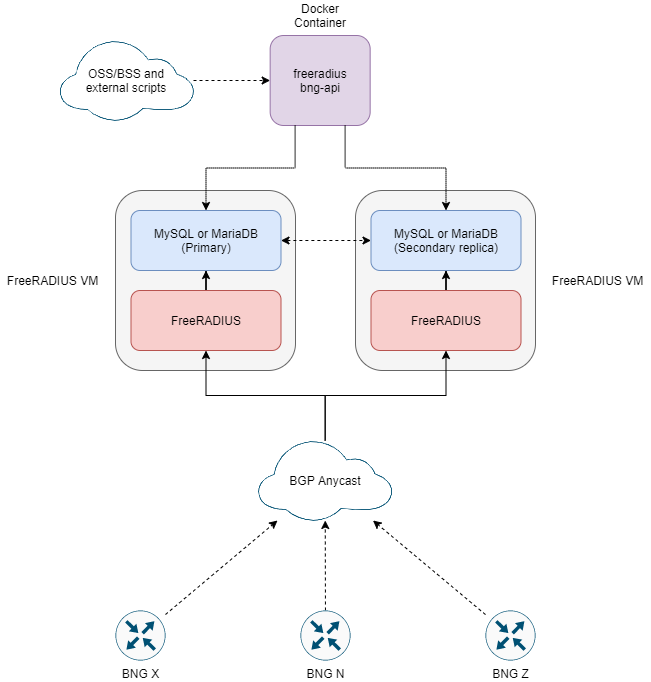 Docker
Container
OSS/BSS and
external scripts
freeradius
bng-api
MySQL or MariaDB
(Primary)
MySQL or MariaDB
(Secondary replica)
FreeRADIUS VM
FreeRADIUS VM
FreeRADIUS
FreeRADIUS
BGP Anycast
BNG X
BNG N
BNG Z